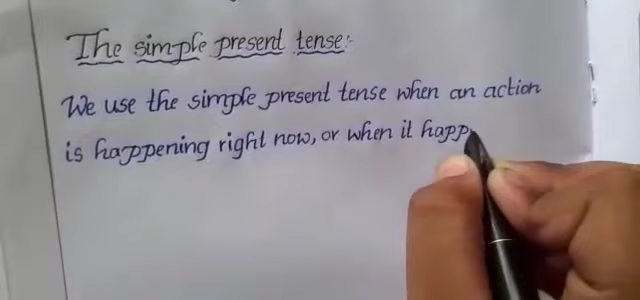 The simple present tense:-
We use the simple present tense when an action
is happening right now, or when it happ